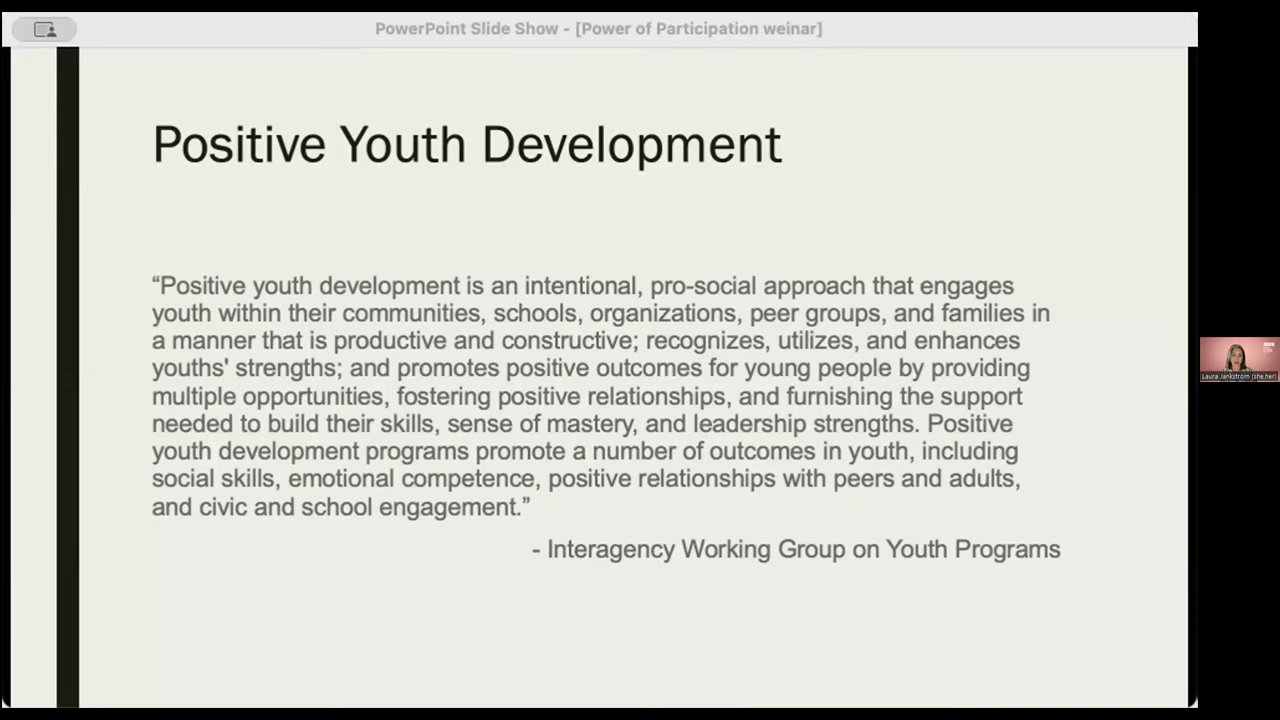 PowerPoint Slide Show - [Power of Participation weinar]
Positive Youth Development
“Positive youth development is an intentional, pro-social approach that engages
youth within their communities, schools, organizations, peer groups, and families in
a manner that is productive and constructive; recognizes, utilizes, and enhances
youths' strengths; and promotes positive outcomes for young people by providing
multiple opportunities, fostering positive relationships, and furnishing the support
needed to build their skills, sense of mastery, and leadership strengths. Positive
youth development programs promote a number of outcomes in youth, including
social skills, emotional competence, positive relationships with peers and adults,
and civic and school engagement.”
- Interagency Working Group on Youth Programs
Laura Jankstrom (she,her)